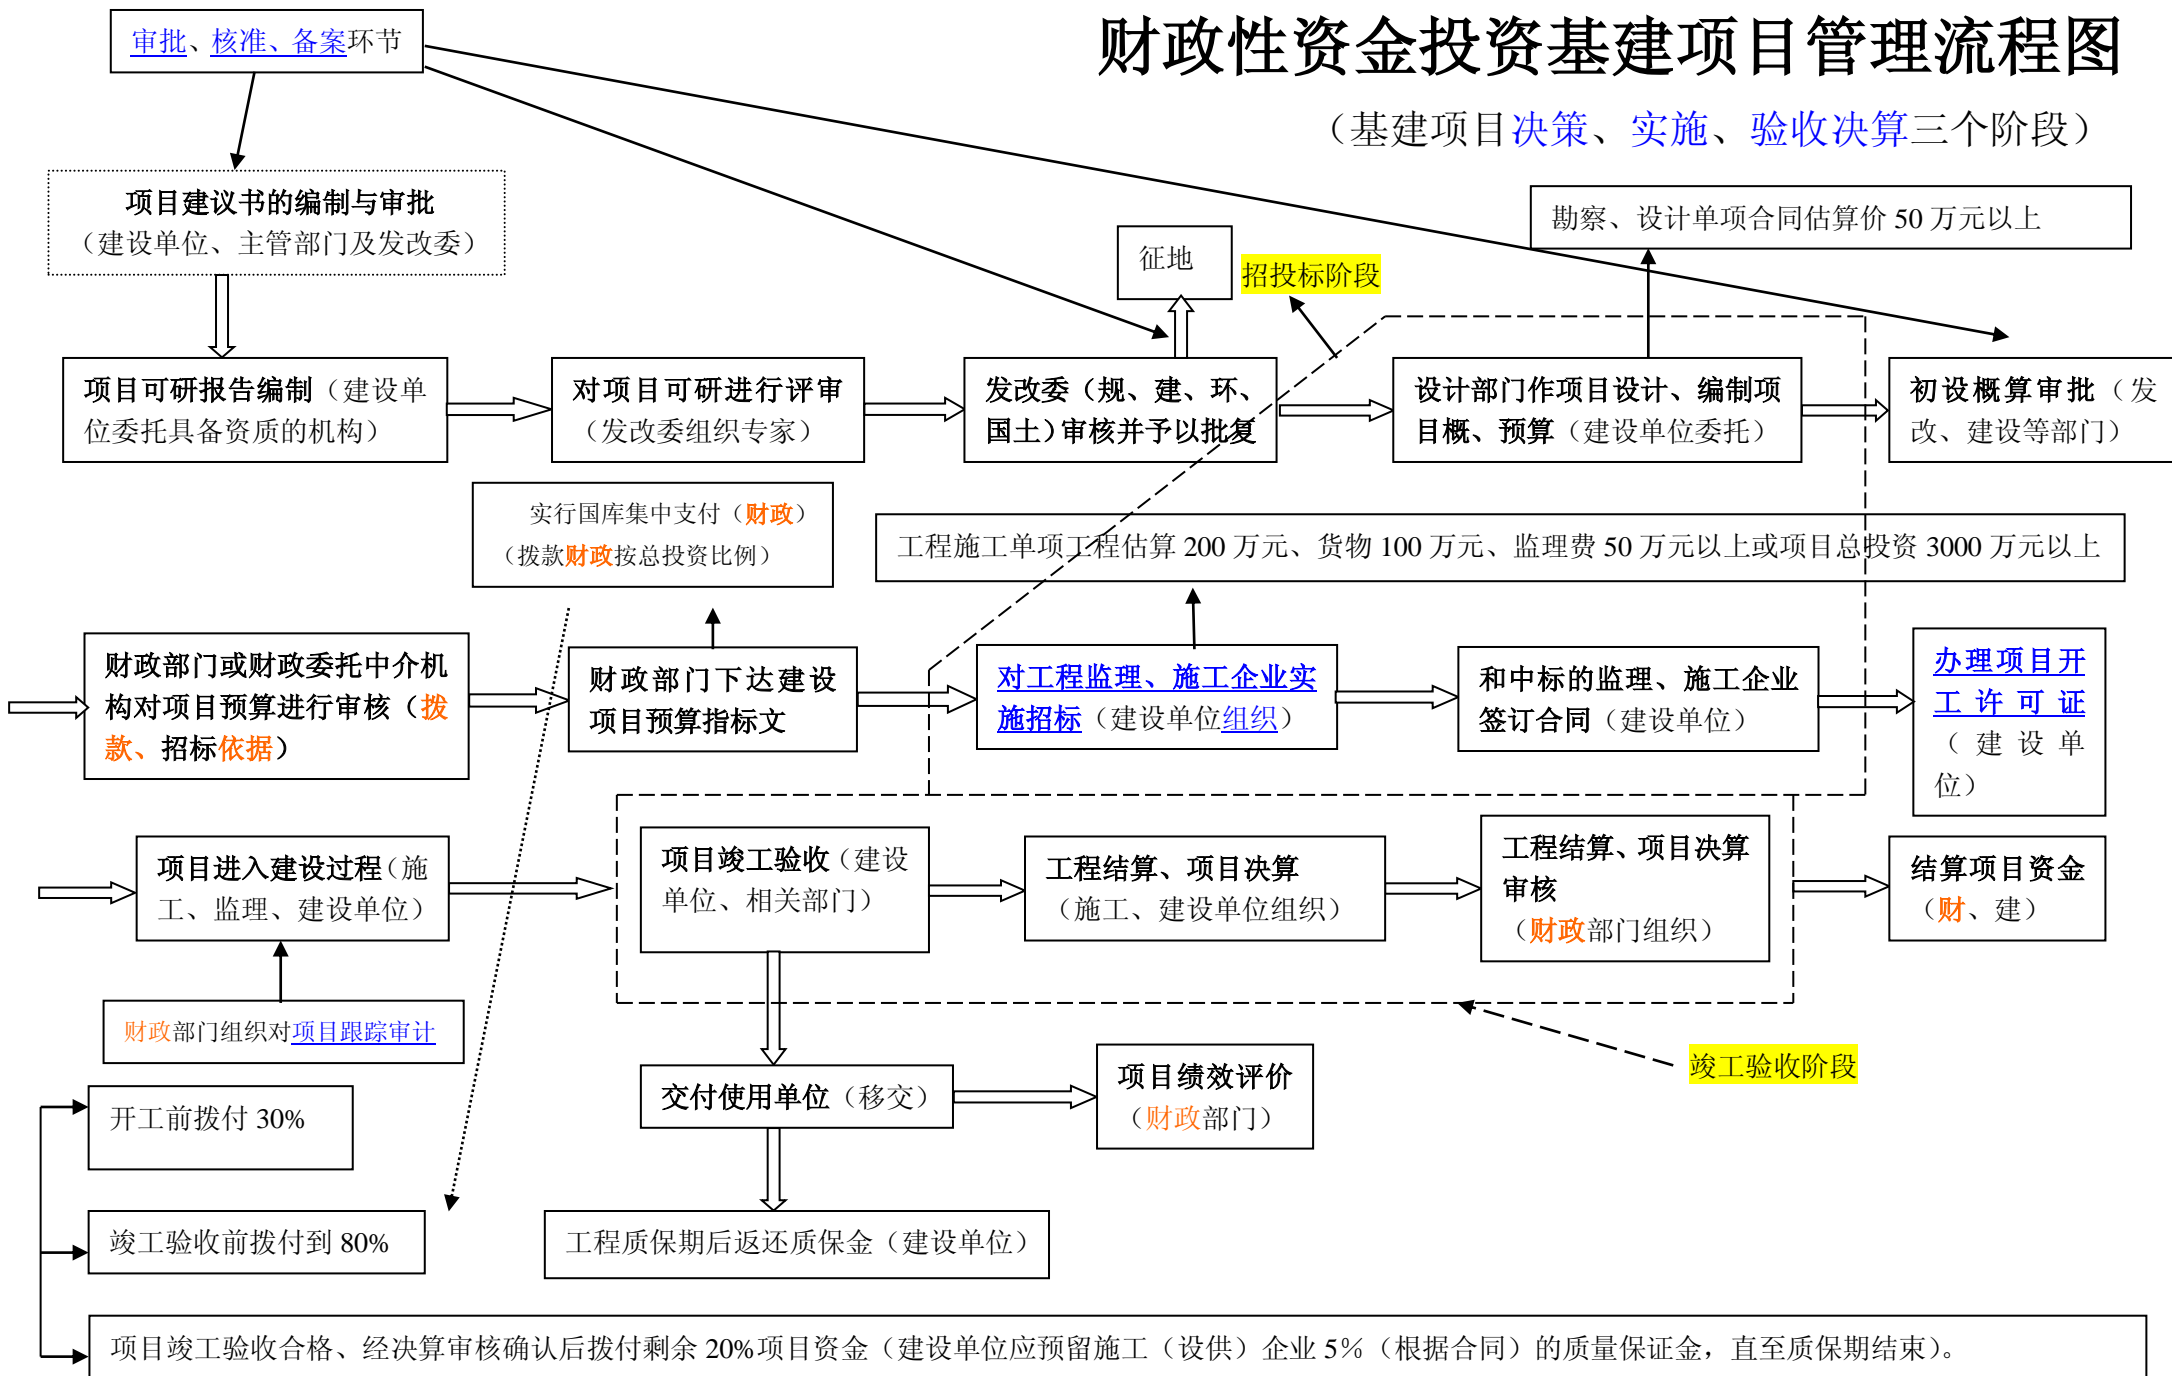 财政性资金投资基建项目管理流程图
（基建项目决策、实施、验收决算三个阶段）
审批、核准、备案环节
项目建议书的编制与审批
（建设单位、主管部门及发改委）
勘察、设计单项合同估算价 50 万元以上
征地
招投标阶段
项目可研报告编制（建设单
位委托具备资质的机构）
对项目可研进行评审
（发改委组织专家）
发改委（规、建、环、
国土）审核并予以批复
设计部门作项目设计、编制项
目概、预算（建设单位委托）
初设概算审批（发
改、建设等部门）
实行国库集中支付（财政）
（拨款财政按总投资比例）
工程施工单项工程估算 200 万元、货物 100 万元、监理费 50 万元以上或项目总投资 3000 万元以上
财政部门或财政委托中介机
构对项目预算进行审核（拨
款、招标依据）
财政部门下达建设
项目预算指标文
对工程监理、施工企业实
施招标（建设单位组织）
和中标的监理、施工企业
签订合同（建设单位）
办理项目开
工许可证
（建设单
位）
项目进入建设过程（施
工、监理、建设单位）
项目竣工验收（建设
单位、相关部门）
工程结算、项目决算
（施工、建设单位组织）
工程结算、项目决算
审核
（财政部门组织）
结算项目资金
（财、建）
财政部门组织对项目跟踪审计
竣工验收阶段
交付使用单位（移交）
项目绩效评价
（财政部门）
开工前拨付 30%
竣工验收前拨付到 80%
工程质保期后返还质保金（建设单位）
项目竣工验收合格、经决算审核确认后拨付剩余 20%项目资金（建设单位应预留施工（设供）企业 5％（根据合同）的质量保证金，直至质保期结束）。